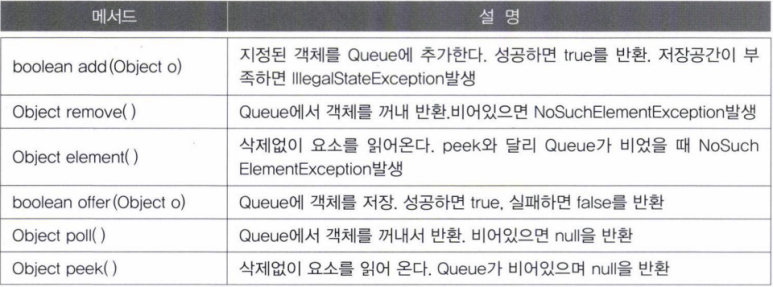 메서드 설 명
boolean add(Object o) 지정된 객체를 Queue에 추가한다. 성공하면 true를 반환. 저장공간이 부
족하면 IllegalStateException발생
Object remove( ) Queue에서 객체를 꺼내 반환.비어있으면 NoSuchElementException발생
Object element( ) 삭제없이 요소를 읽어온다. peek와 달리 Queue가 비었을 때 NoSuch
ElementException발생
boolean offer(Object o) Queue에 객체를 저장. 성공하면 true, 실패하면 false를 반환
Object poll( ) Queue에서 객체를 꺼내서 반환. 비어있으면 null을 반환
Object peek( ) 삭제없이 요소를 읽어 온다. Queue가 비어있으며 null을 반환